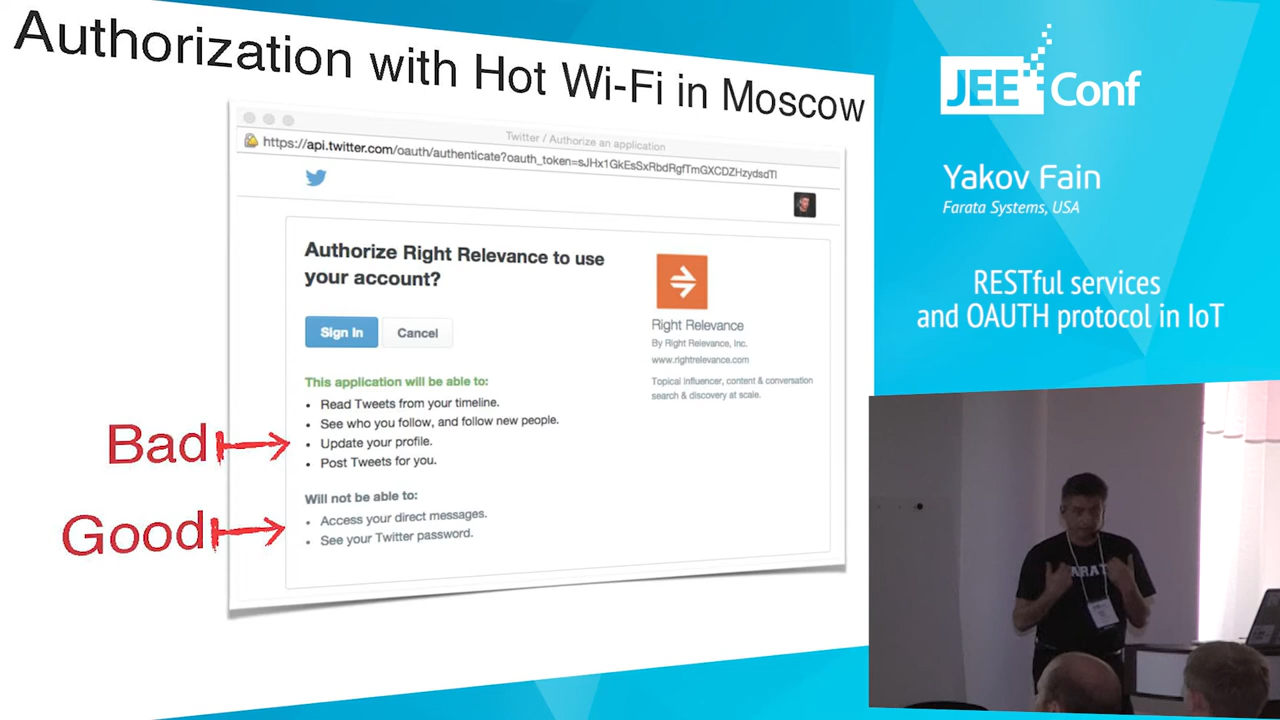 Authorization with Hot Wi-Fi in Moscow
Twitter / Authorize an application
https://api.twitter.com/oauth/authenticate?oauth_token=sJHx1GkEsSxRbdRgfTmGXCDZHzydsdTl
Authorize Right Relevance to use
your account?
Sign In
Cancel
This application will be able to:
• Read Tweets from your timeline.
• See who you follow, and follow new people.
• Update your profile.
• Post Tweets for you.
Will not be able to:
• Access your direct messages.
• See your Twitter password.
Right Relevance
By Right Relevance, Inc.
www.rightrelevance.com
Topical influencer, content & conversation
search & discovery at scale.
Bad
Good
JEE Conf
Yakov Fain
Farata Systems, USA
RESTful services
and OAUTH protocol in IoT